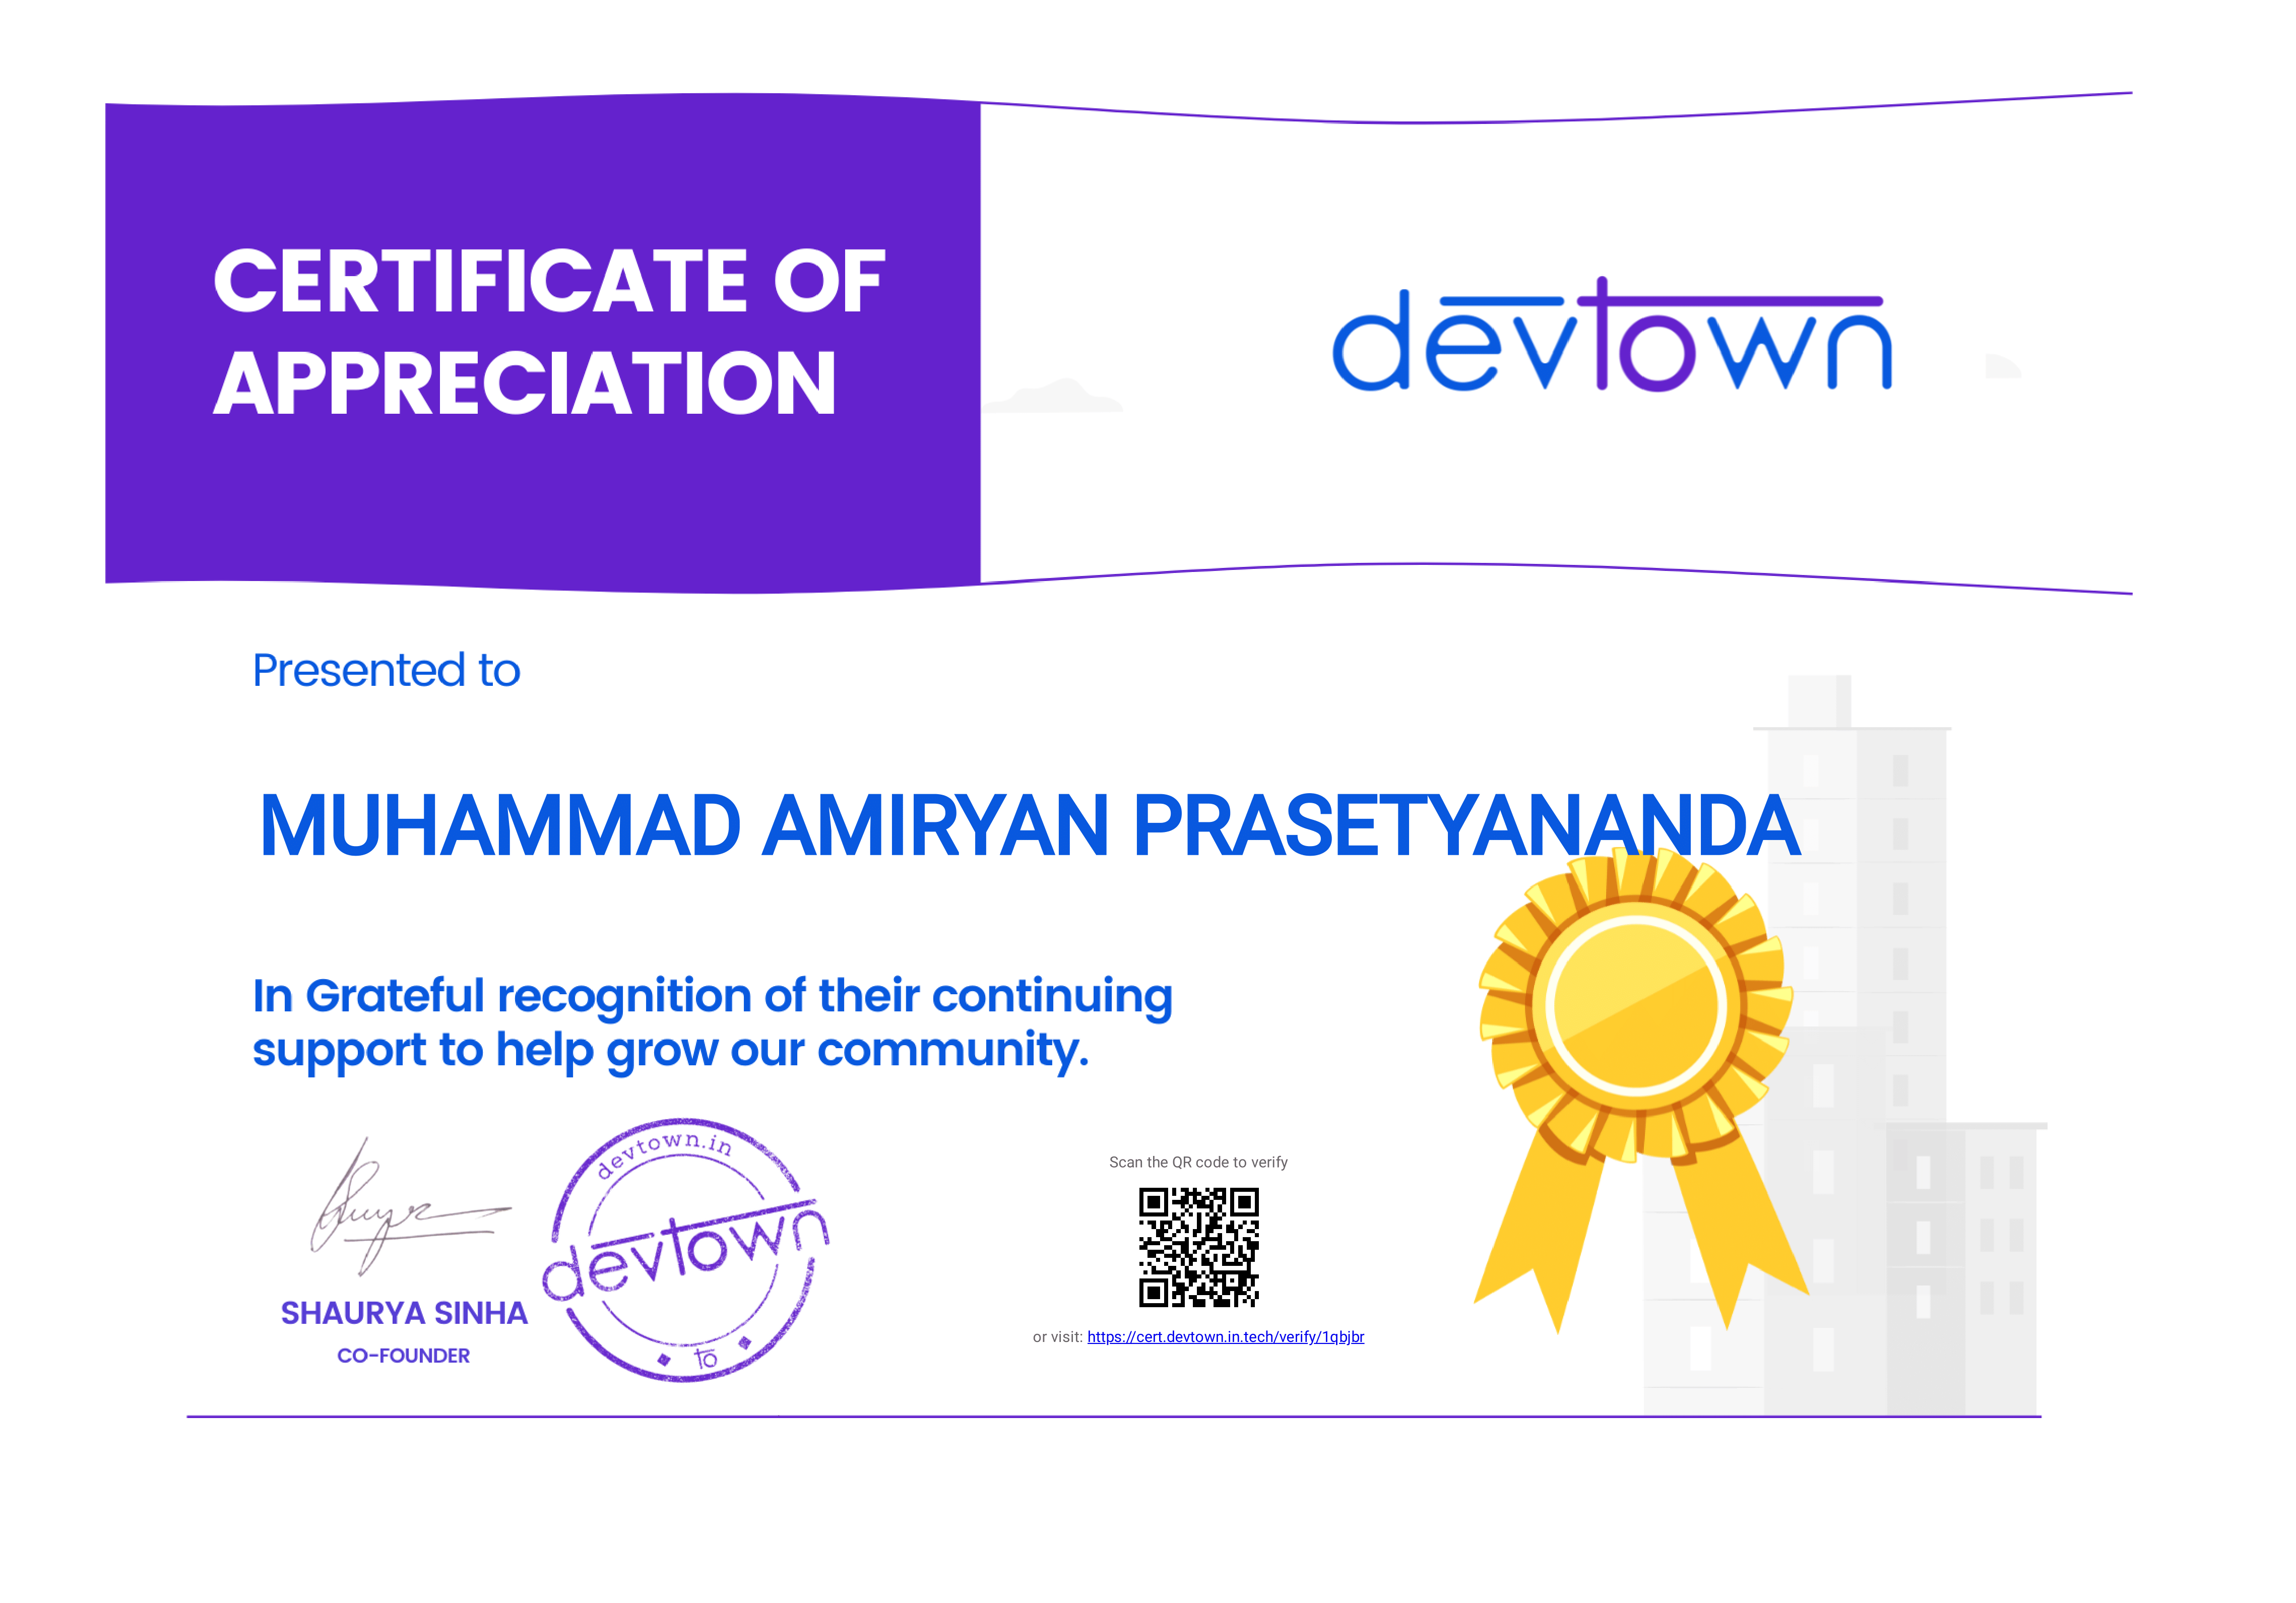 CERTIFICATE OF
APPRECIATION
devtown
Presented to
MUHAMMAD AMIRYAN PRASETYANANDA
In Grateful recognition of their continuing
support to help grow our community.
devtown.in
devtown
to
SHAURYA SINHA
CO-FOUNDER
Scan the QR code to verify
or visit: https://cert.devtown.in.tech/verify/1qbjbr